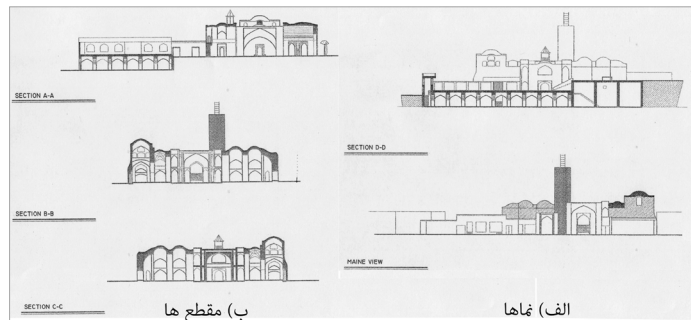 SECTION A-A
SECTION B-B
SECTION C-C
ب) مقطع ها
SECTION D-D
MAINE VIEW
الف) نماها